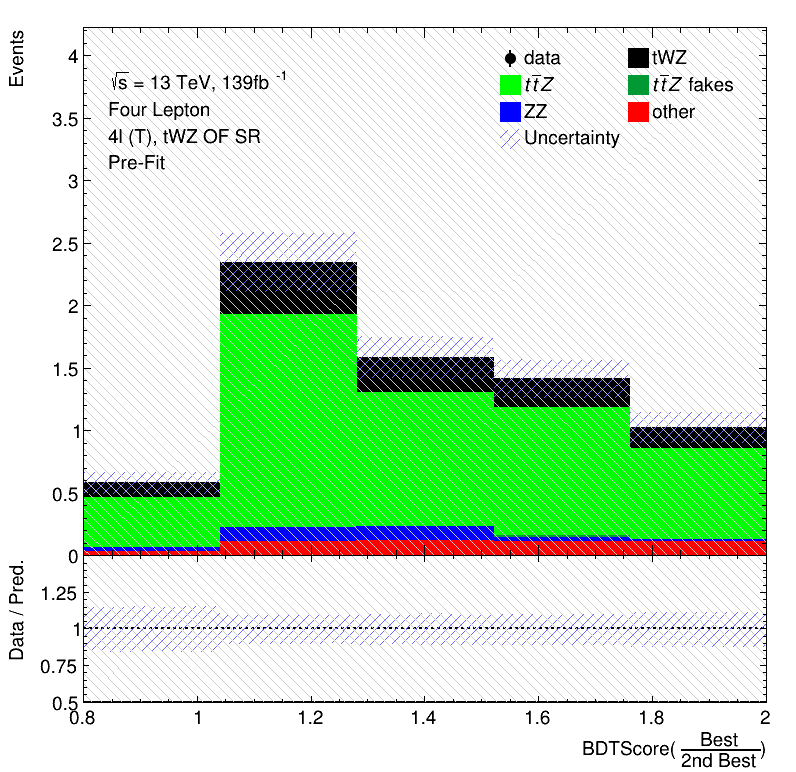 Events
4
3.5
3
2.5
2
1.5
1
0.5
0
√s = 13 TeV, 139fb⁻¹
Four Lepton
4l (T), tWZ OF SR
Pre-Fit
data
tWZ
tt̄Z
tt̄Z fakes
ZZ
other
Uncertainty
Data / Pred.
1.25
1
0.75
0.5
0.8 1 1.2 1.4 1.6 1.8 2
BDTScore(Best/2nd Best)